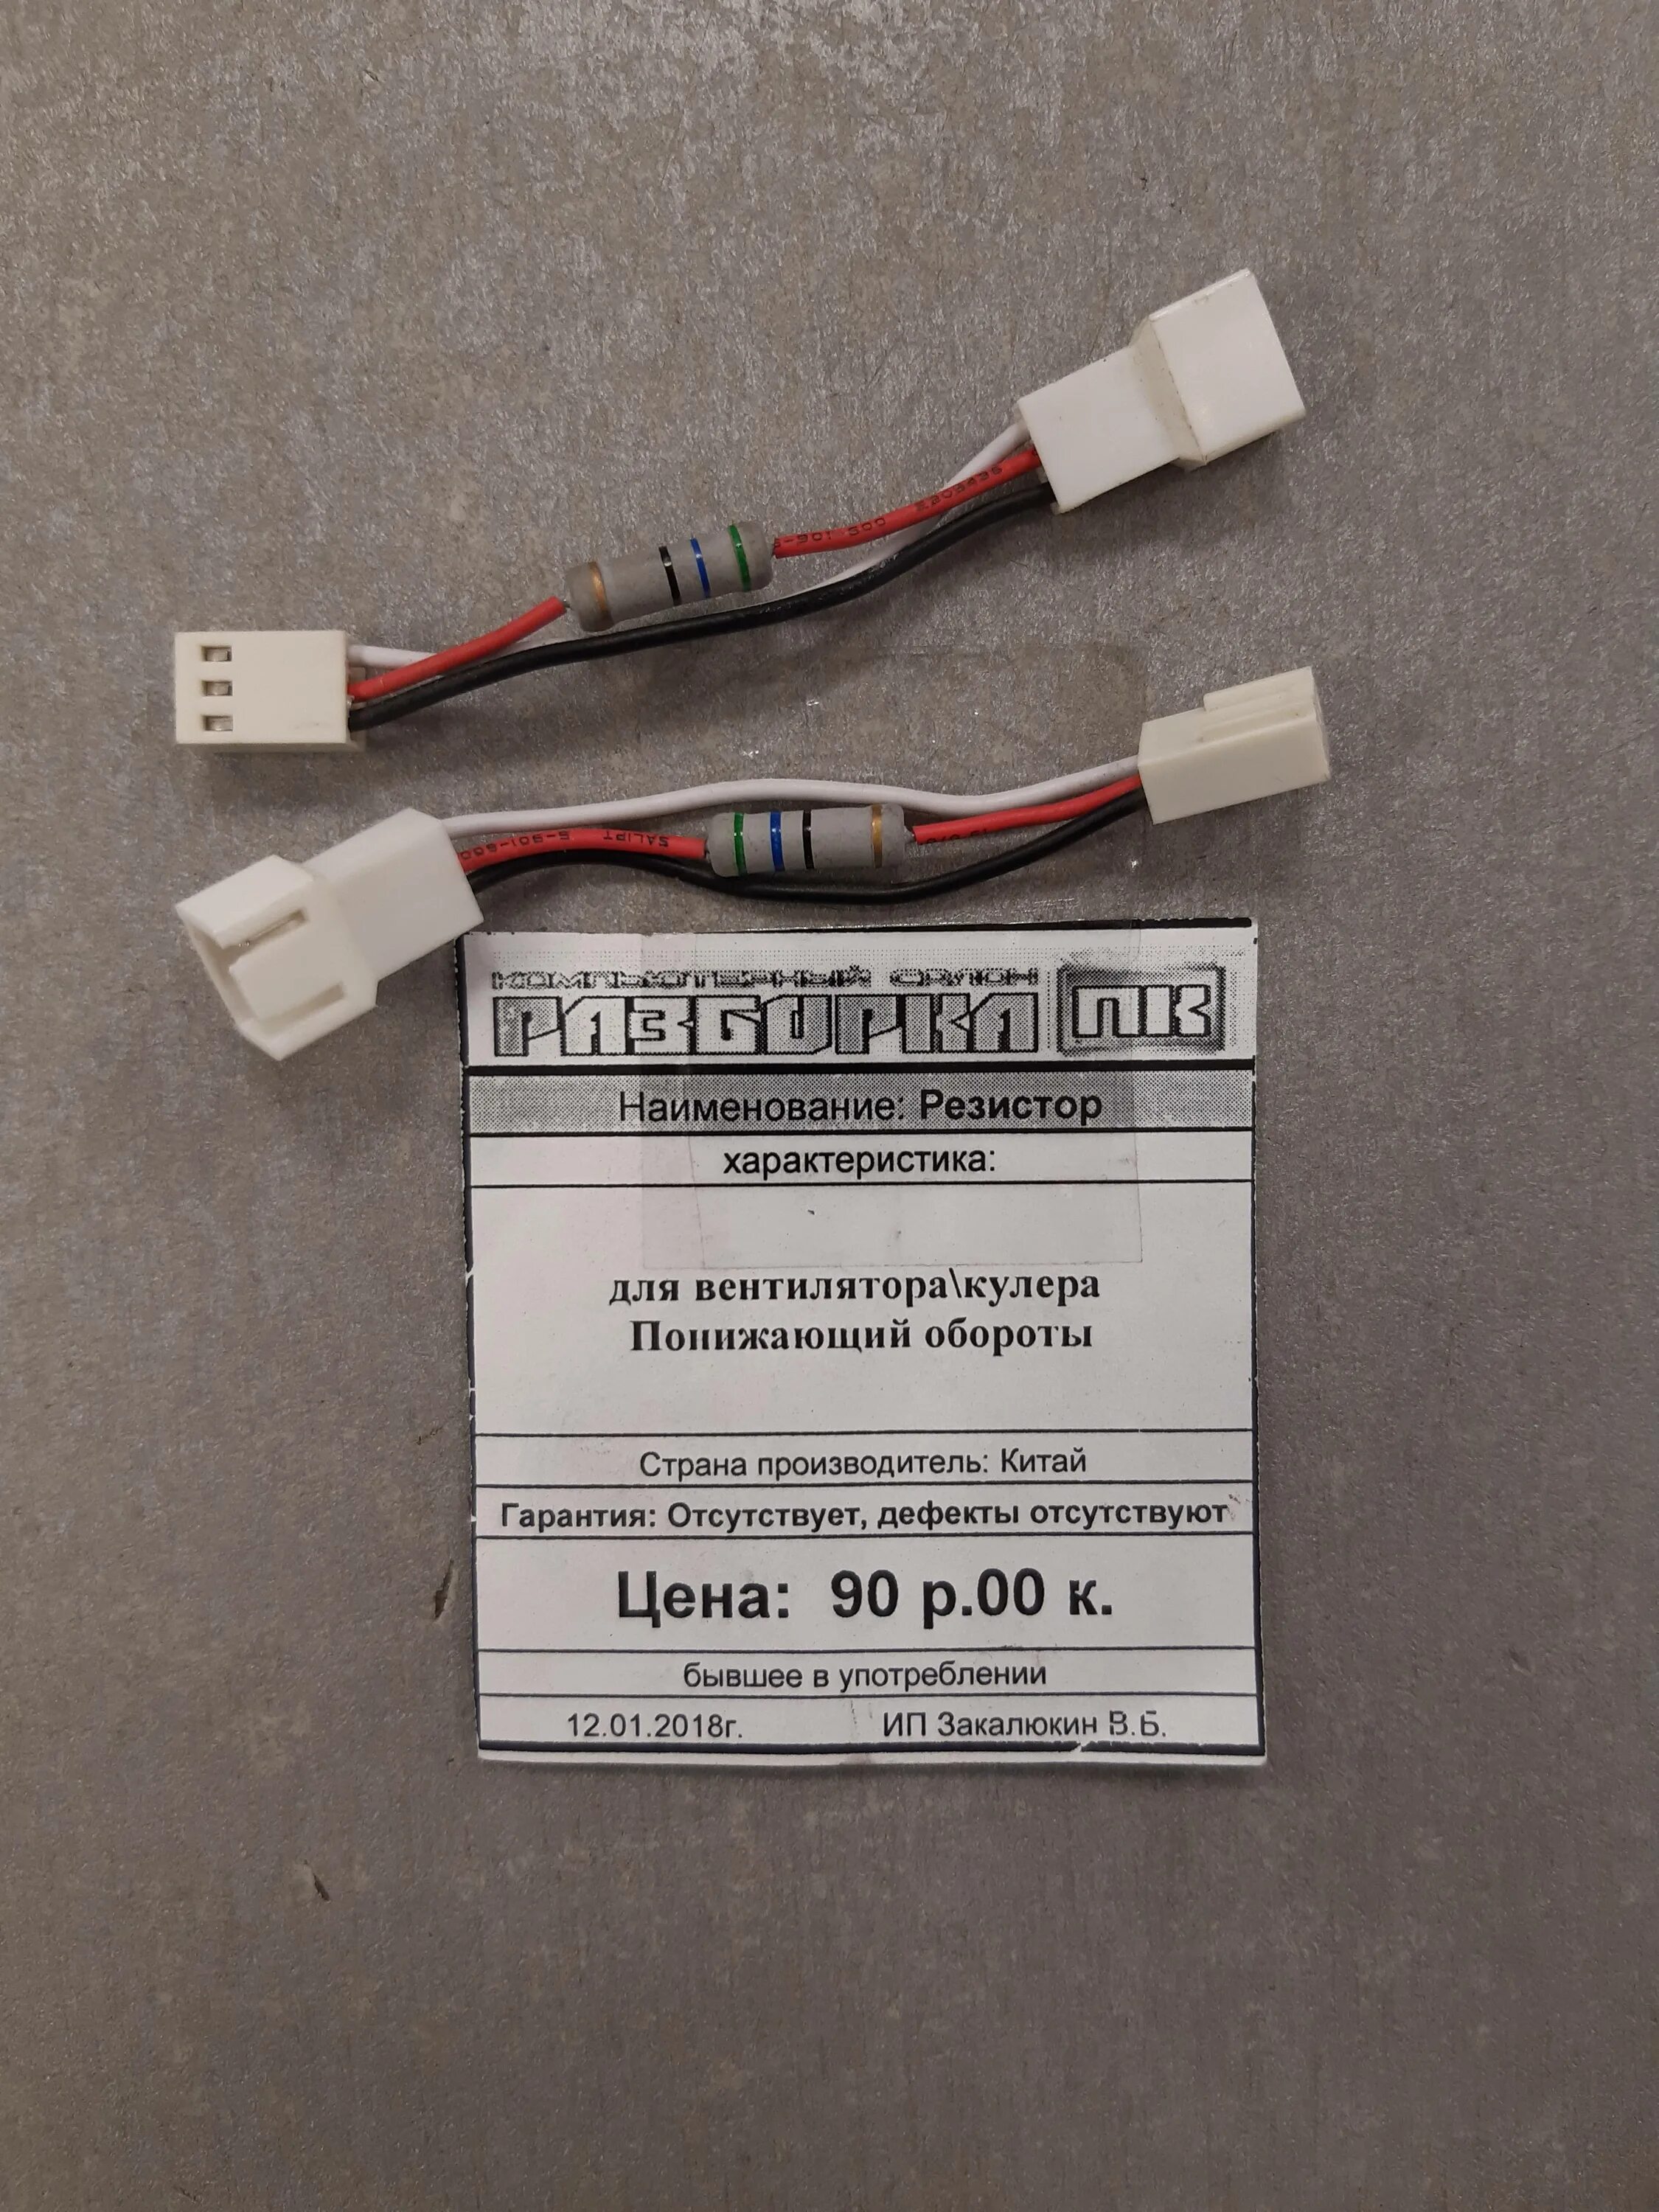 КОМПЬЮТЕРНЫЙ САЛОН
РАЗБОРКА ПК
Наименование: Резистор
характеристика:
для вентилятора\кулера
Понижающий обороты
Страна производитель: Китай
Гарантия: Отсутствует, дефекты отсутствуют
Цена: 90 р.00 к.
бывшее в употреблении
12.01.2018г. ИП Закалюкин В.Б.